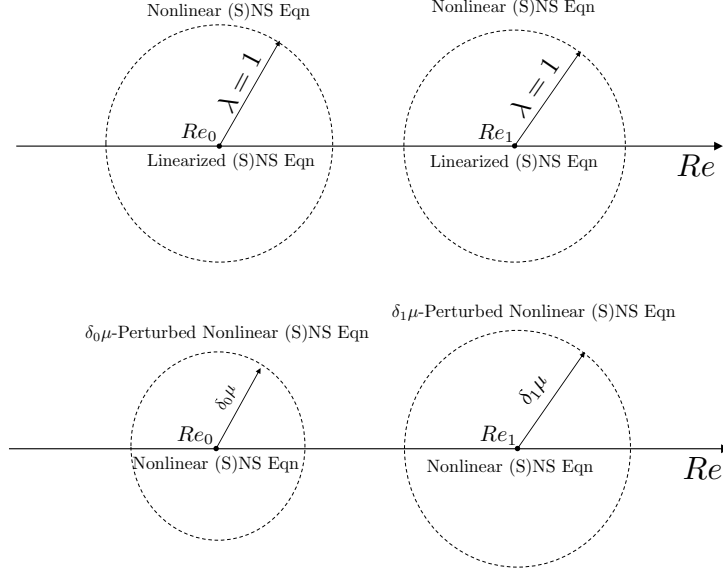 Nonlinear (S)NS Eqn
Nonlinear (S)NS Eqn
λ = 1
λ = 1
Re₀
Re₁
Linearized (S)NS Eqn
Linearized (S)NS Eqn
Re
δ₁μ-Perturbed Nonlinear (S)NS Eqn
δ₀μ-Perturbed Nonlinear (S)NS Eqn
δ₀μ
δ₁μ
Re₀
Re₁
Nonlinear (S)NS Eqn
Nonlinear (S)NS Eqn
Re